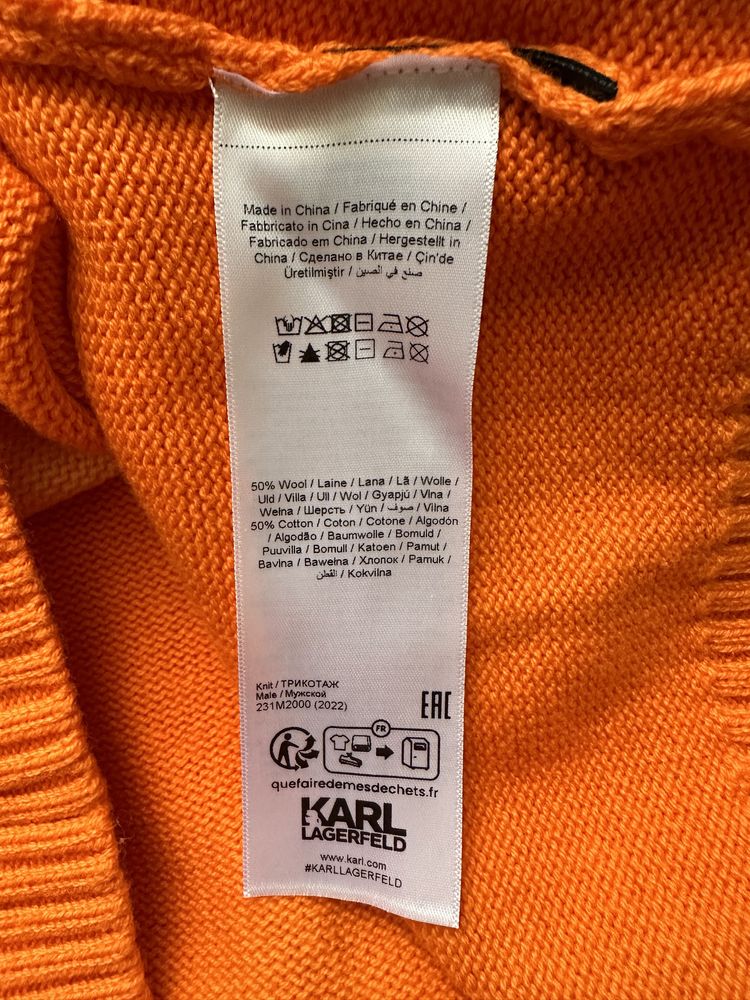 Made in China / Fabriqué en Chine /
Fabbricato in Cina / Hecho en China /
Fabricado em China / Hergestellt in
China / Сделано в Китае / Çin'de
Üretilmiştir / صنع في الصين
50% Wool / Laine / Lana / Lã / Wolle /
Uld / Villa / Ull / Wol / Gyapjú / Vlna /
Wełna / Шерсть / Yün / صوف / Vilna
50% Cotton / Coton / Cotone / Algodón
/ Algodão / Baumwolle / Bomuld /
Puuvilla / Bomull / Katoen / Pamut /
Bavlna / Bawełna / Хлопок / Pamuk /
القطن / Kokvilna
Knit / ТРИКОТАЖ
Male / Мужской
231M2000 (2022)
EAC
FR
quefairedemesdechets.fr
KARL
LAGERFELD
www.karl.com
#KARLLAGERFELD